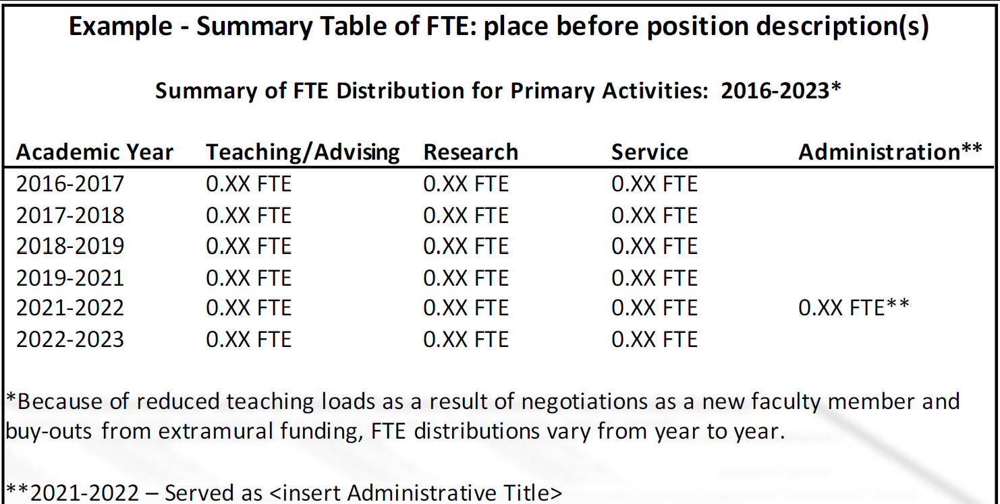 Example - Summary Table of FTE: place before position description(s)
Summary of FTE Distribution for Primary Activities: 2016-2023*
Academic Year Teaching/Advising Research Service Administration**
2016-2017 0.XX FTE 0.XX FTE 0.XX FTE
2017-2018 0.XX FTE 0.XX FTE 0.XX FTE
2018-2019 0.XX FTE 0.XX FTE 0.XX FTE
2019-2021 0.XX FTE 0.XX FTE 0.XX FTE
2021-2022 0.XX FTE 0.XX FTE 0.XX FTE 0.XX FTE**
2022-2023 0.XX FTE 0.XX FTE 0.XX FTE
*Because of reduced teaching loads as a result of negotiations as a new faculty member and
buy-outs from extramural funding, FTE distributions vary from year to year.
**2021-2022 – Served as <insert Administrative Title>